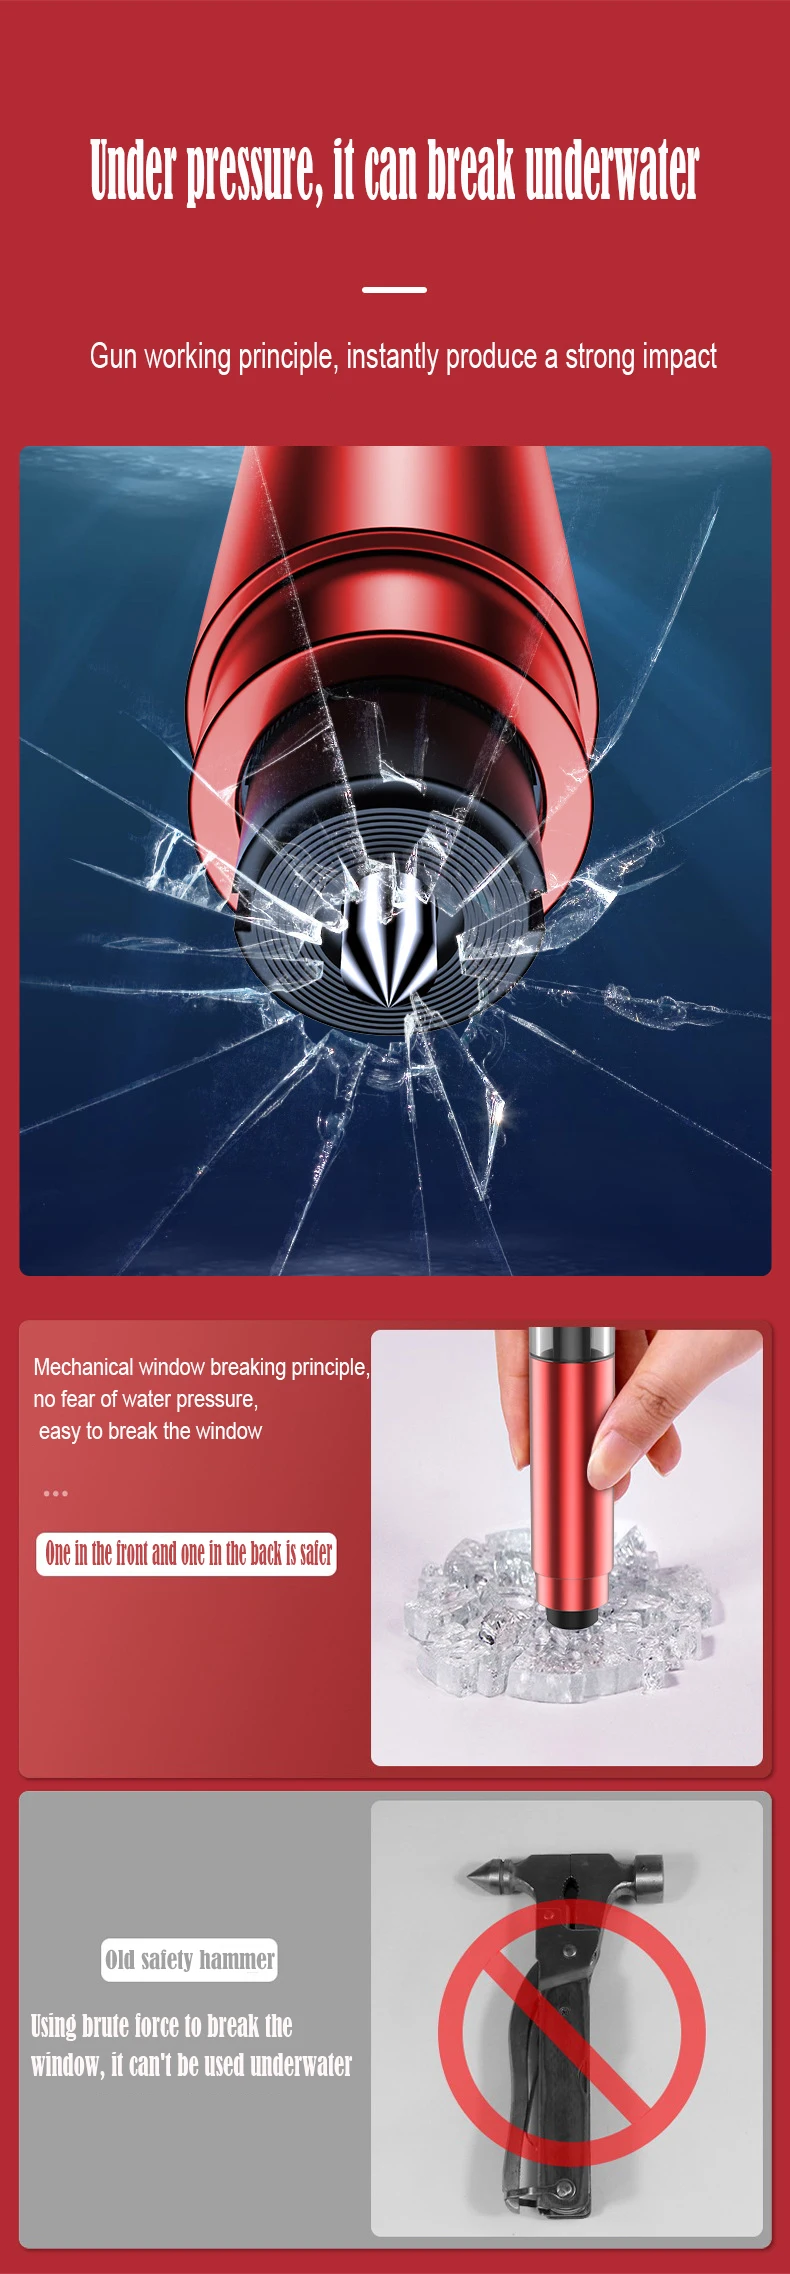 Under pressure, it can break underwater
Gun working principle, instantly produce a strong impact
Mechanical window breaking principle,
no fear of water pressure,
easy to break the window
One in the front and one in the back is safer
Old safety hammer
Using brute force to break the
window, it can't be used underwater